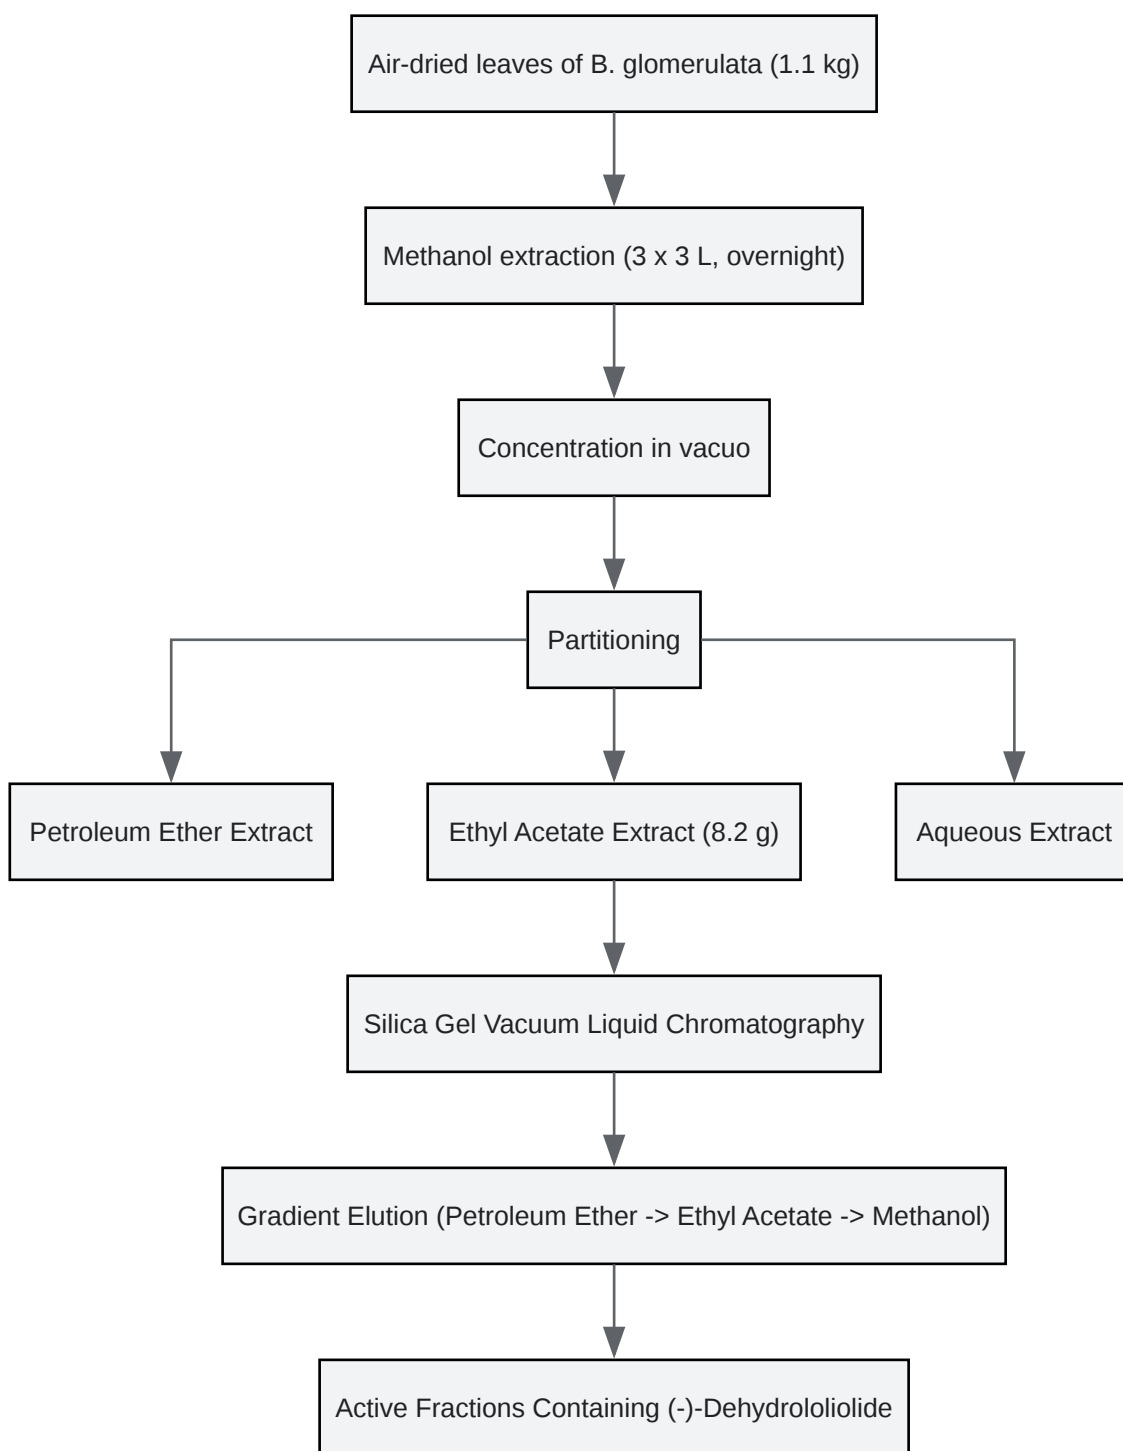 Air-dried leaves of B. glomerulata (1.1 kg)
Methanol extraction (3 x 3 L, overnight)
Concentration in vacuo
Partitioning
Petroleum Ether Extract
Ethyl Acetate Extract (8.2 g)
Aqueous Extract
Silica Gel Vacuum Liquid Chromatography
Gradient Elution (Petroleum Ether -> Ethyl Acetate -> Methanol)
Active Fractions Containing (-)-Dehydrololiolide